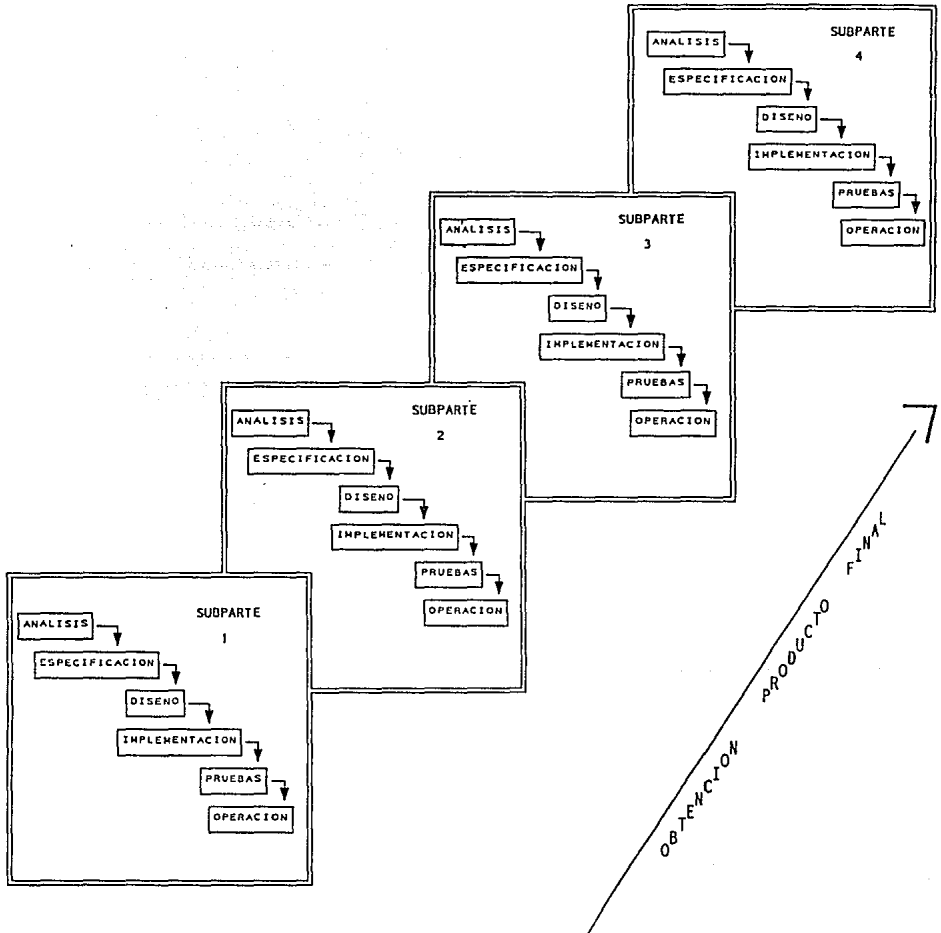 SUBPARTE
4
ANALISIS
ESPECIFICACION
DISENO
IMPLEMENTACION
PRUEBAS
OPERACION
SUBPARTE
3
ANALISIS
ESPECIFICACION
DISENO
IMPLEMENTACION
PRUEBAS
OPERACION
SUBPARTE
2
ANALISIS
ESPECIFICACION
DISENO
IMPLEMENTACION
PRUEBAS
OPERACION
SUBPARTE
1
ANALISIS
ESPECIFICACION
DISENO
IMPLEMENTACION
PRUEBAS
OPERACION
OBTENCION PRODUCTO FINAL